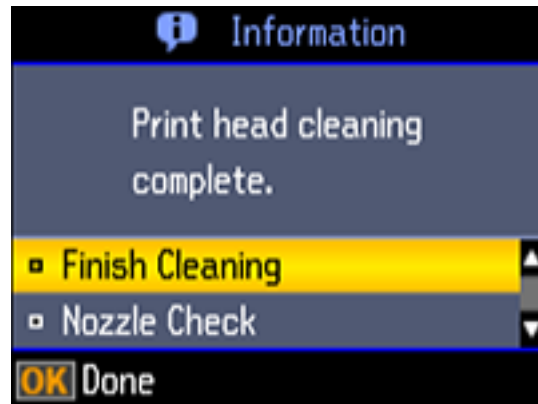 Information
Print head cleaning
complete.
Finish Cleaning
Nozzle Check
OK Done